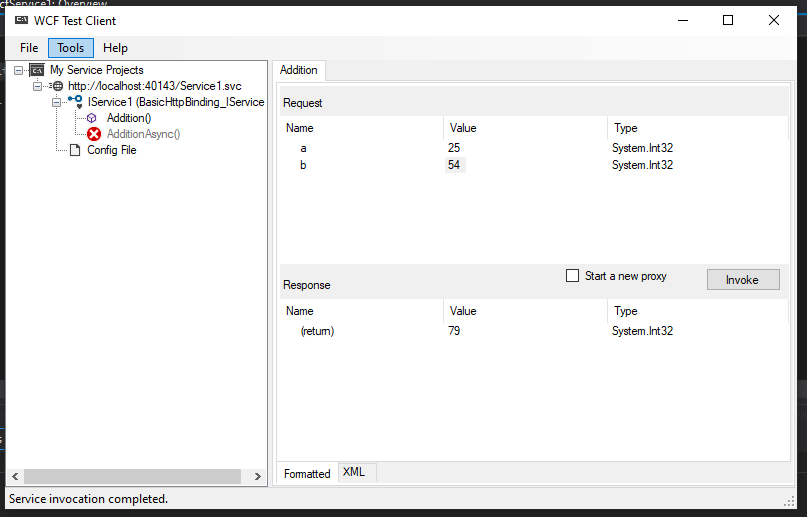 ctService1: Overview
WCF Test Client
File Tools Help
My Service Projects
http://localhost:40143/Service1.svc
IService1 (BasicHttpBinding_IService
Addition()
AdditionAsync()
Config File
Addition
Request
Name Value Type
a 25 System.Int32
b 54 System.Int32
Start a new proxy Invoke
Response
Name Value Type
(return) 79 System.Int32
Formatted XML
Service invocation completed.